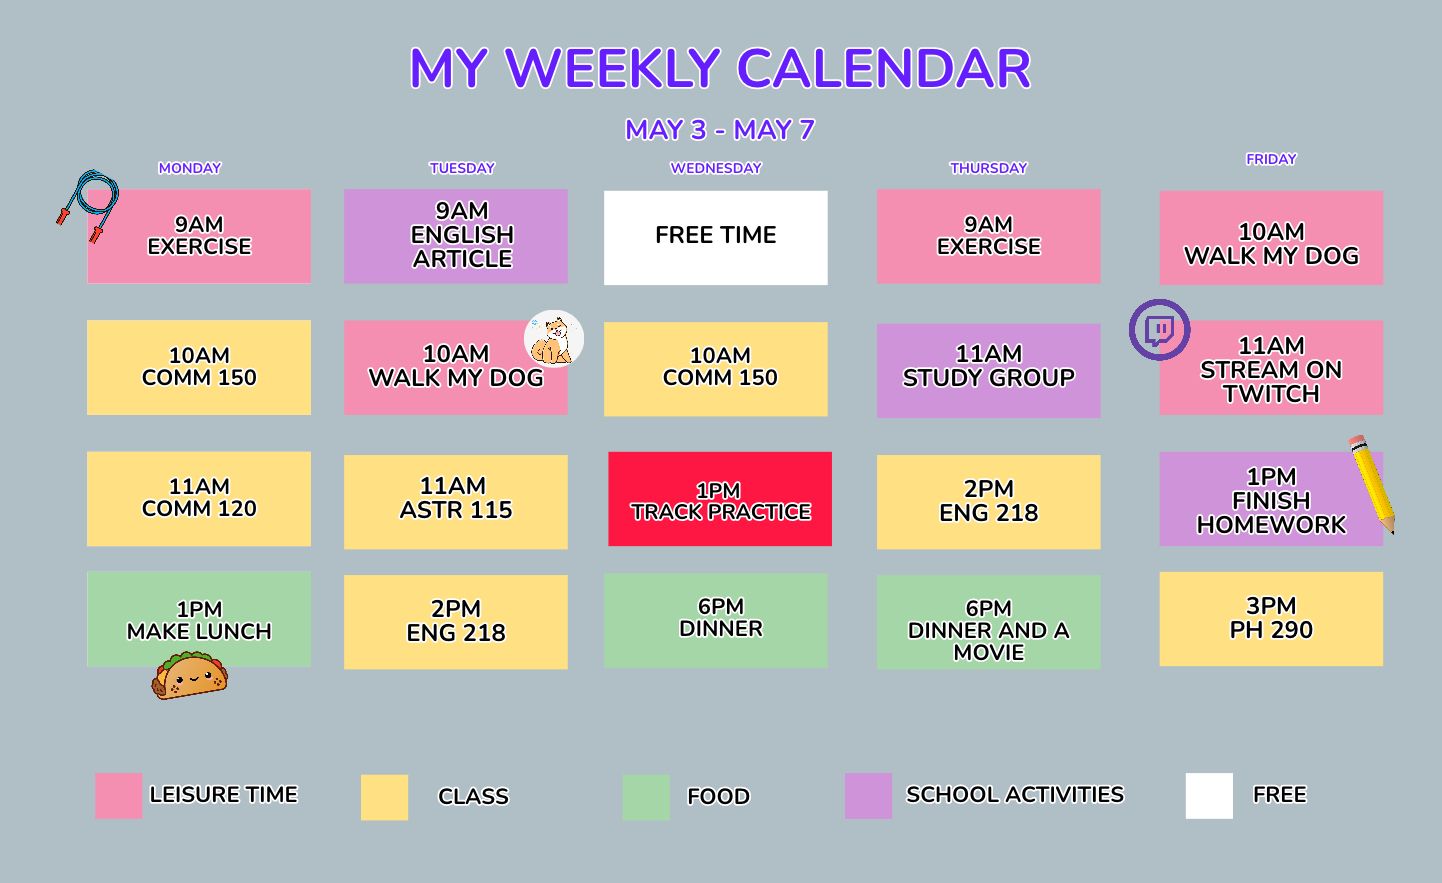 MY WEEKLY CALENDAR
MAY 3 - MAY 7
MONDAY
9AM
EXERCISE
10AM
COMM 150
11AM
COMM 120
1PM
MAKE LUNCH
TUESDAY
9AM
ENGLISH
ARTICLE
10AM
WALK MY DOG
11AM
ASTR 115
2PM
ENG 218
WEDNESDAY
FREE TIME
10AM
COMM 150
1PM
TRACK PRACTICE
6PM
DINNER
THURSDAY
9AM
EXERCISE
11AM
STUDY GROUP
2PM
ENG 218
6PM
DINNER AND A
MOVIE
FRIDAY
10AM
WALK MY DOG
11AM
STREAM ON
TWITCH
1PM
FINISH
HOMEWORK
3PM
PH 290
LEISURE TIME
CLASS
FOOD
SCHOOL ACTIVITIES
FREE